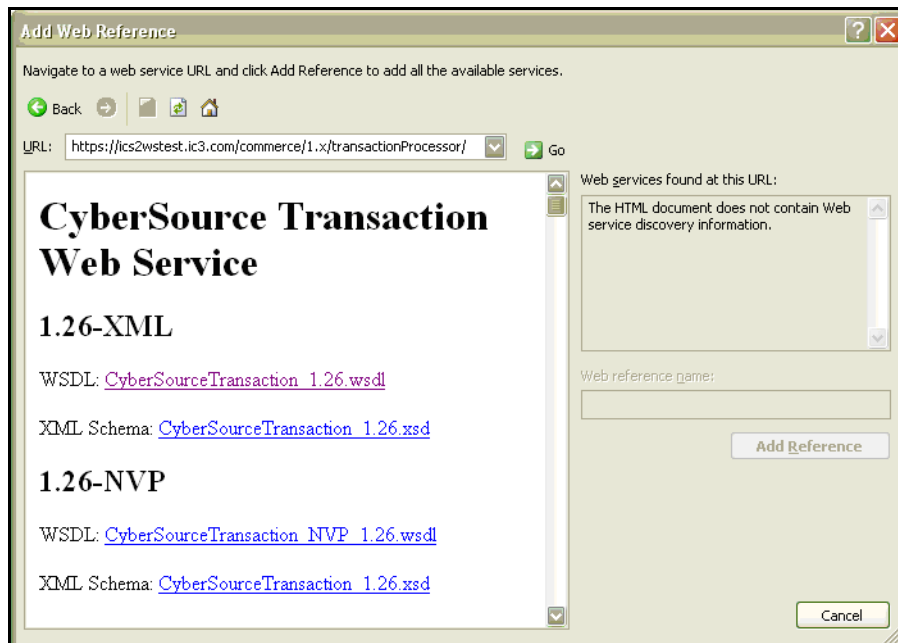 Add Web Reference
Navigate to a web service URL and click Add Reference to add all the available services.
Back
URL: https://ics2wstest.ic3.com/commerce/1.x/transactionProcessor/ Go
Web services found at this URL:
The HTML document does not contain Web
service discovery information.
CyberSource Transaction
Web Service
1.26-XML
WSDL: CyberSourceTransaction_1.26.wsdl
XML Schema: CyberSourceTransaction_1.26.xsd
1.26-NVP
WSDL: CyberSourceTransaction_NVP_1.26.wsdl
XML Schema: CyberSourceTransaction_1.26.xsd
Web reference name:
Add Reference
Cancel